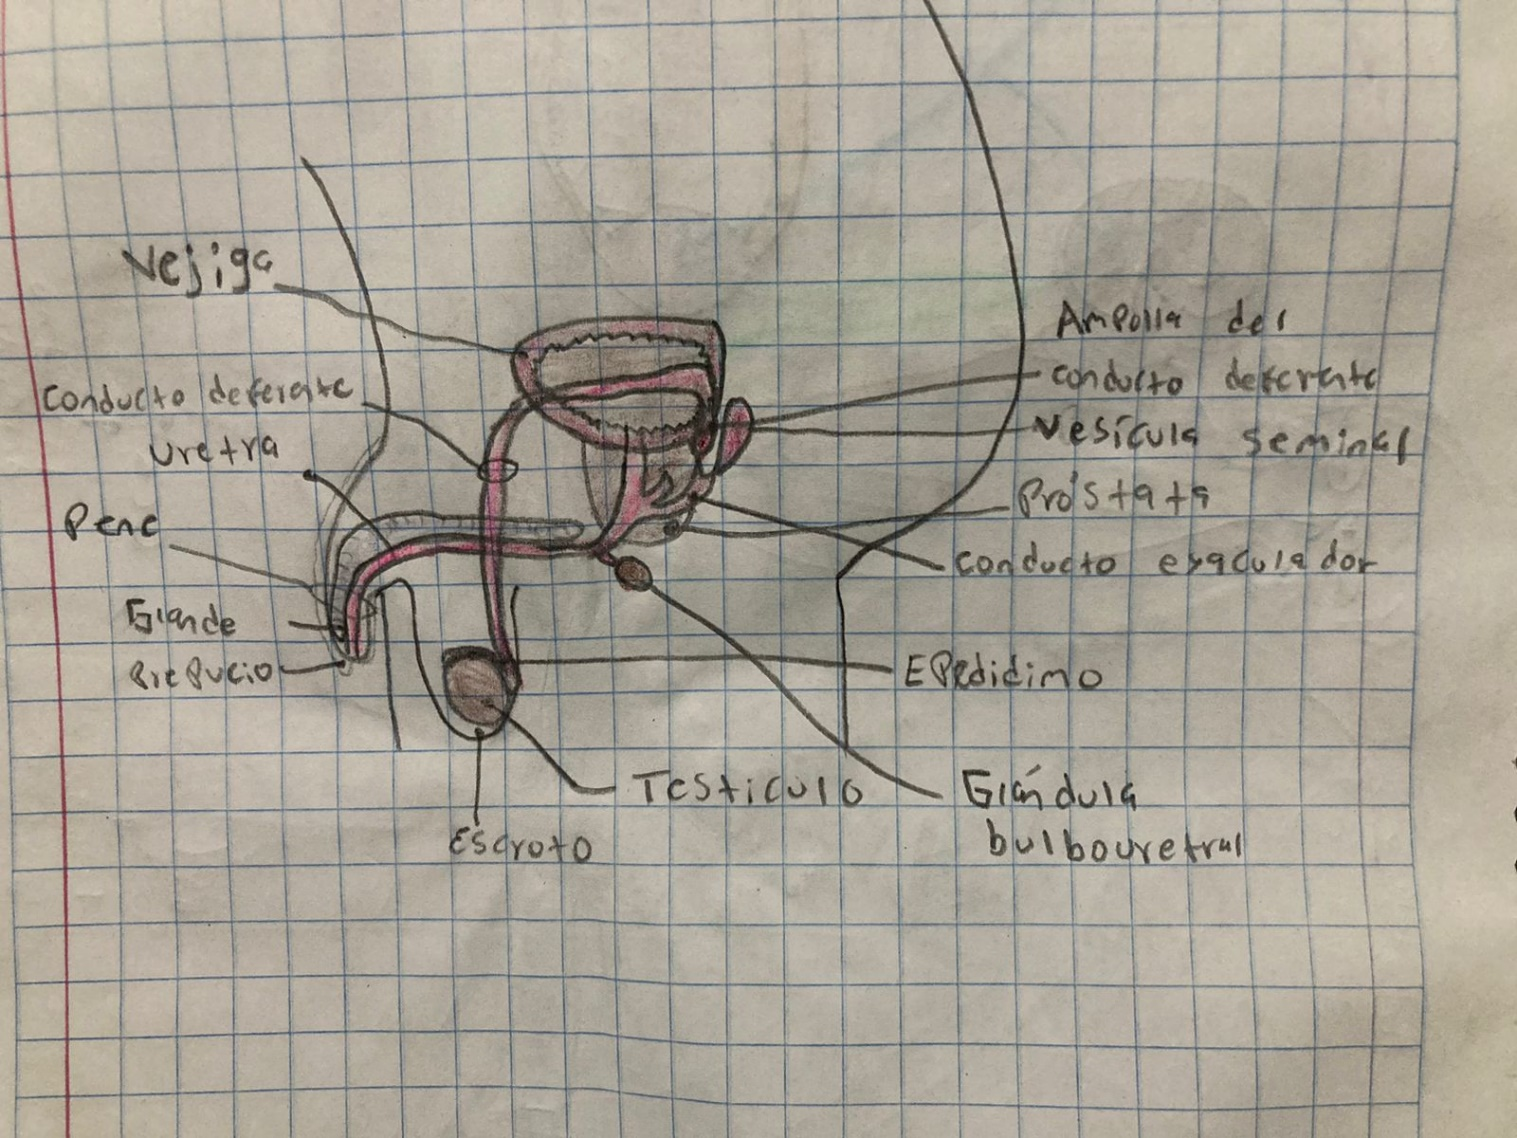 Vejiga
conducto deferente
uretra
Pene
Glande
Prepucio
Escroto
Testiculo
Ampolla del
conducto deferente
Vesícula seminal
Próstata
conducto eyaculador
EPedidimo
Glándula
bulbouretral